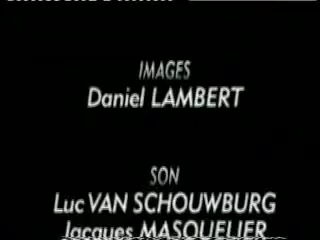 IMAGES
Daniel LAMBERT
SON
Luc VAN SCHOUWBURG
Jacques MASQUELIER